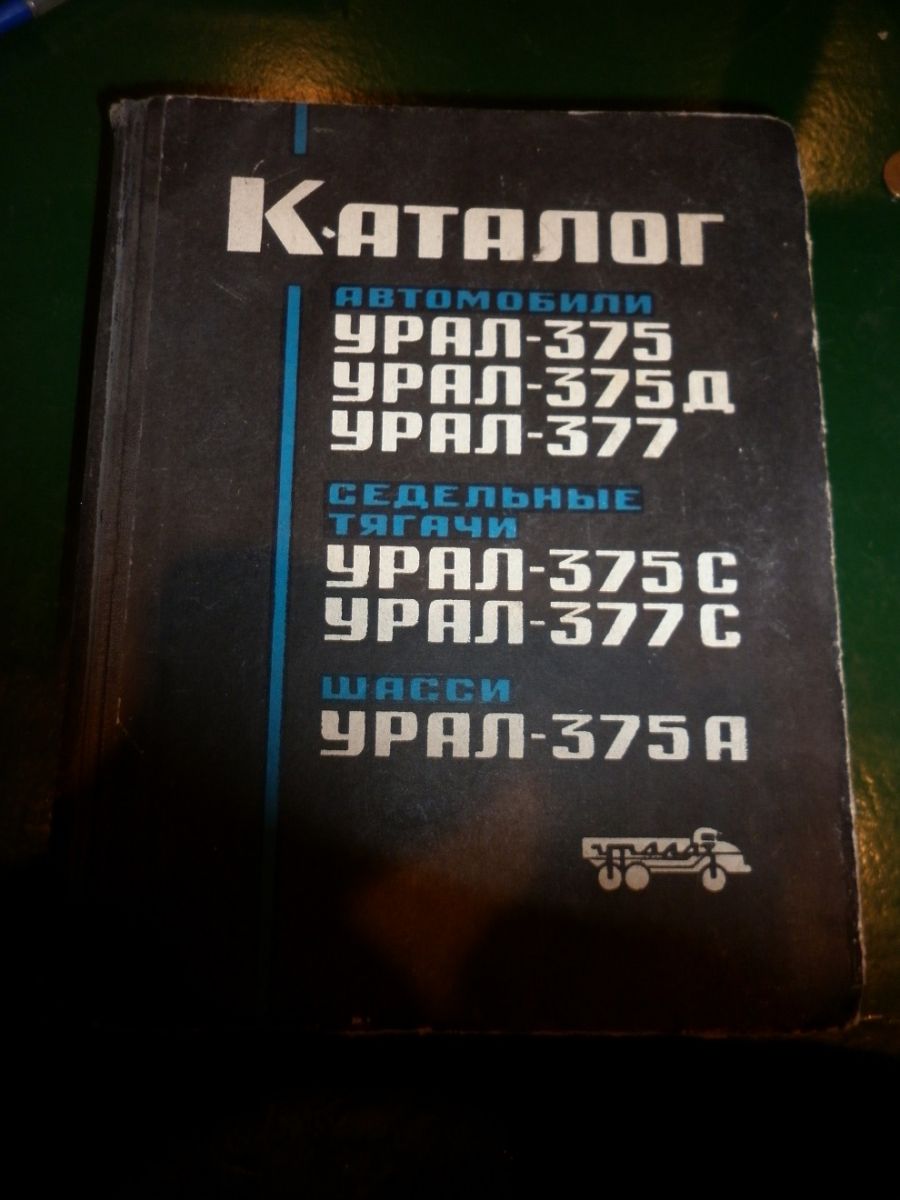 Каталог
АВТОМОБИЛИ
УРАЛ-375
УРАЛ-375Д
УРАЛ-377
СЕДЕЛЬНЫЕ
ТЯГАЧИ
УРАЛ-375С
УРАЛ-377С
ШАССИ
УРАЛ-375А